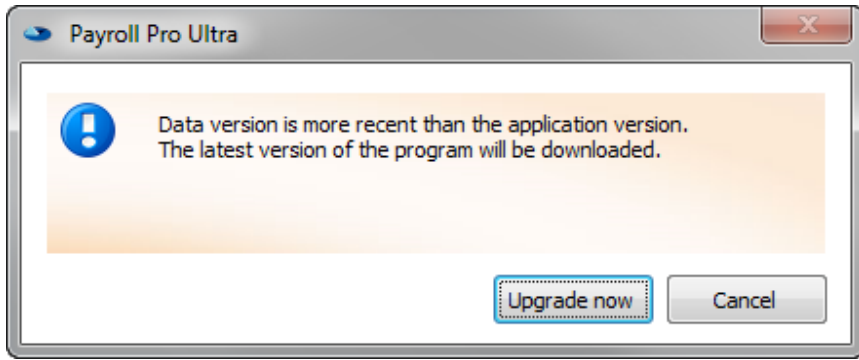 Payroll Pro Ultra
Data version is more recent than the application version.
The latest version of the program will be downloaded.
Upgrade now
Cancel